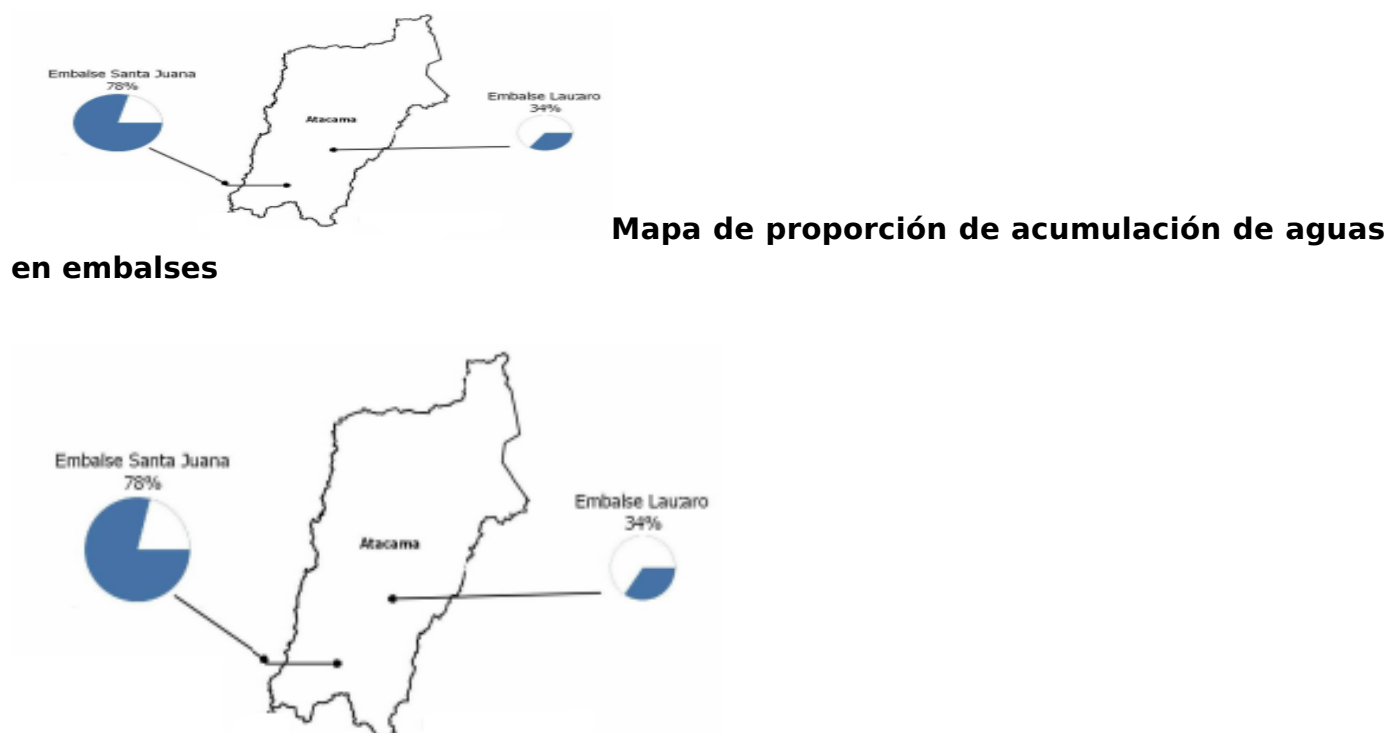 Embalse Santa Juana
78%
Embalse Lautaro
34%
Atacama
Mapa de proporción de acumulación de aguas
en embalses
Embalse Santa Juana
78%
Embalse Lautaro
34%
Atacama